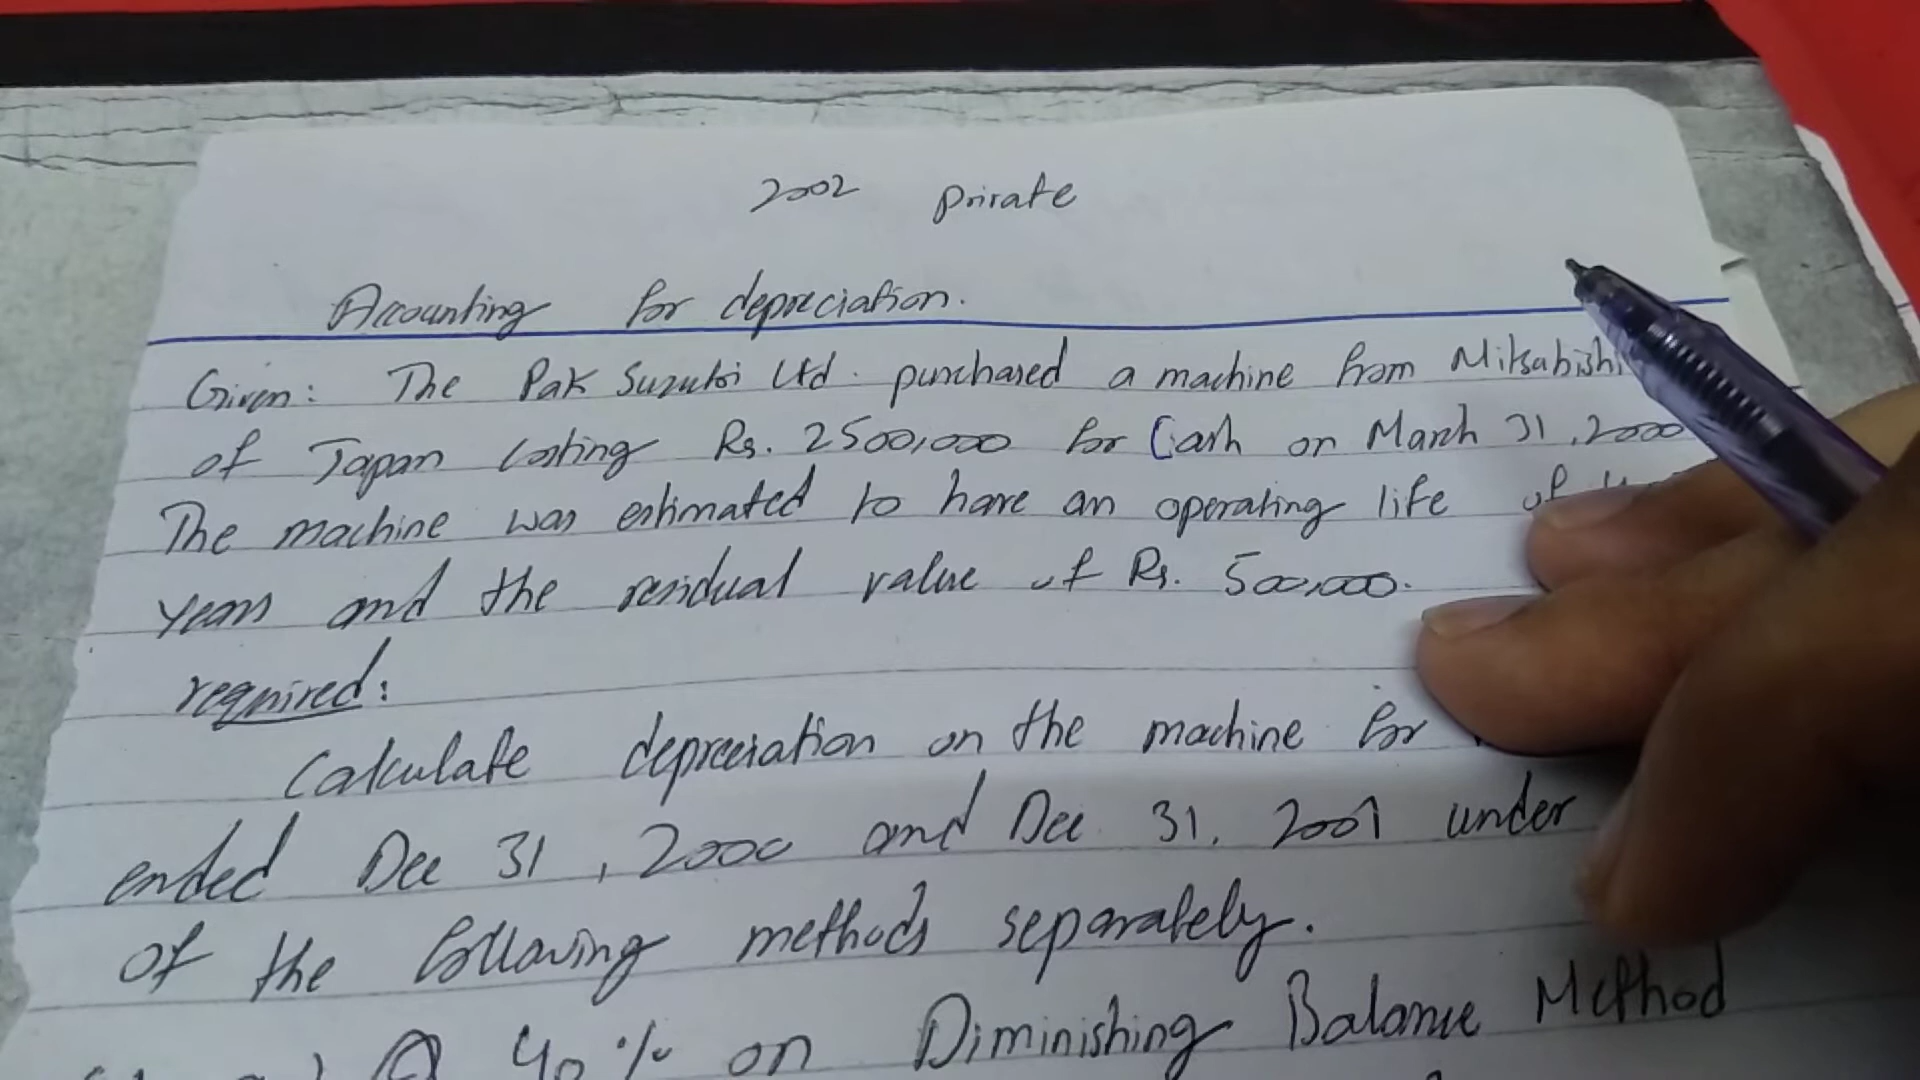 2002 private
Accounting for depreciation.
Given: The Pak Suzuki Ltd. purchased a machine from Mitsabishi
of Japan costing Rs. 2500,000 for Cash on March 31, 2000
The machine was estimated to have an operating life of
years and the residual value of Rs. 500,000.
required:
Calculate depreciation on the machine for
ended Dec 31, 2000 and Dec 31, 2001 under
of the following methods separately.
@ 40% on Diminishing Balance Method